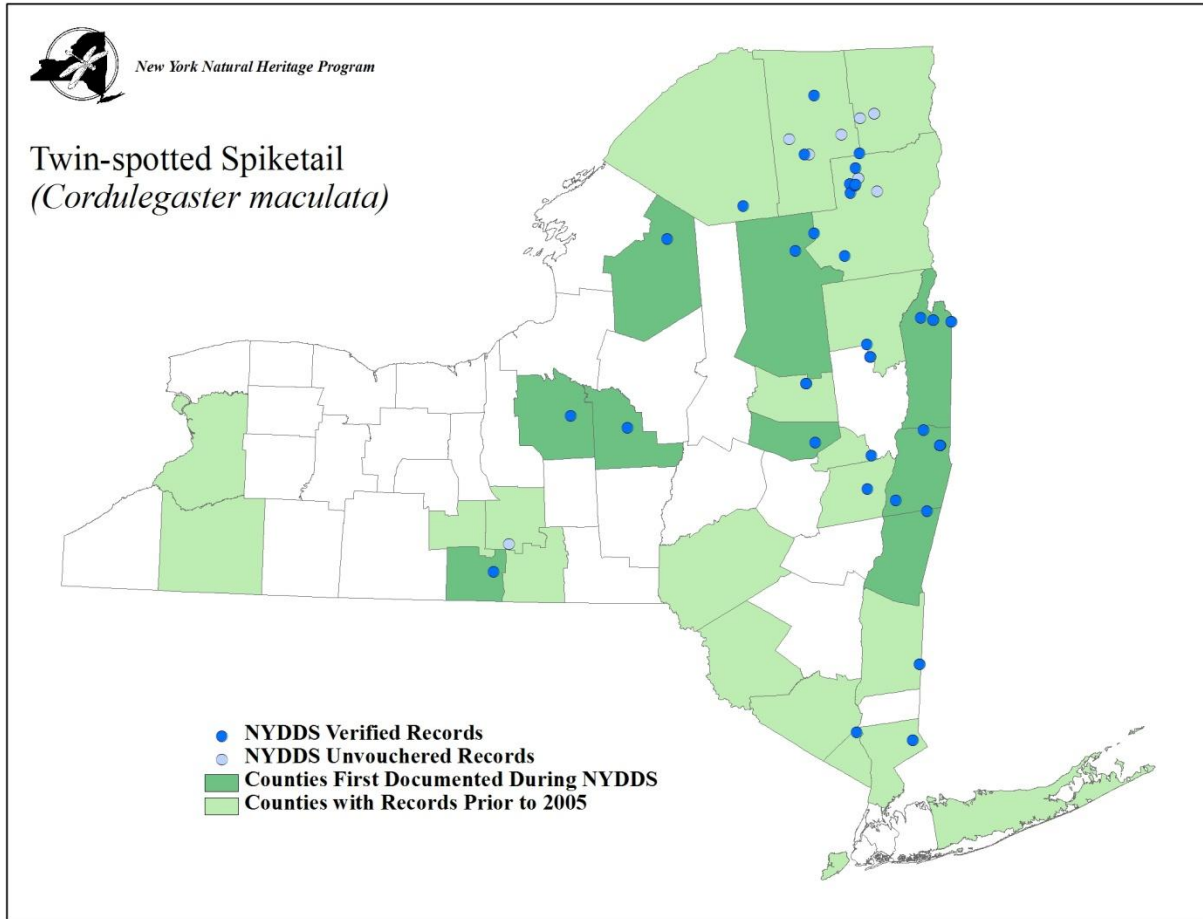 New York Natural Heritage Program
Twin-spotted Spiketail
(Cordulegaster maculata)
NYDDS Verified Records
NYDDS Unvouchered Records
Counties First Documented During NYDDS
Counties with Records Prior to 2005